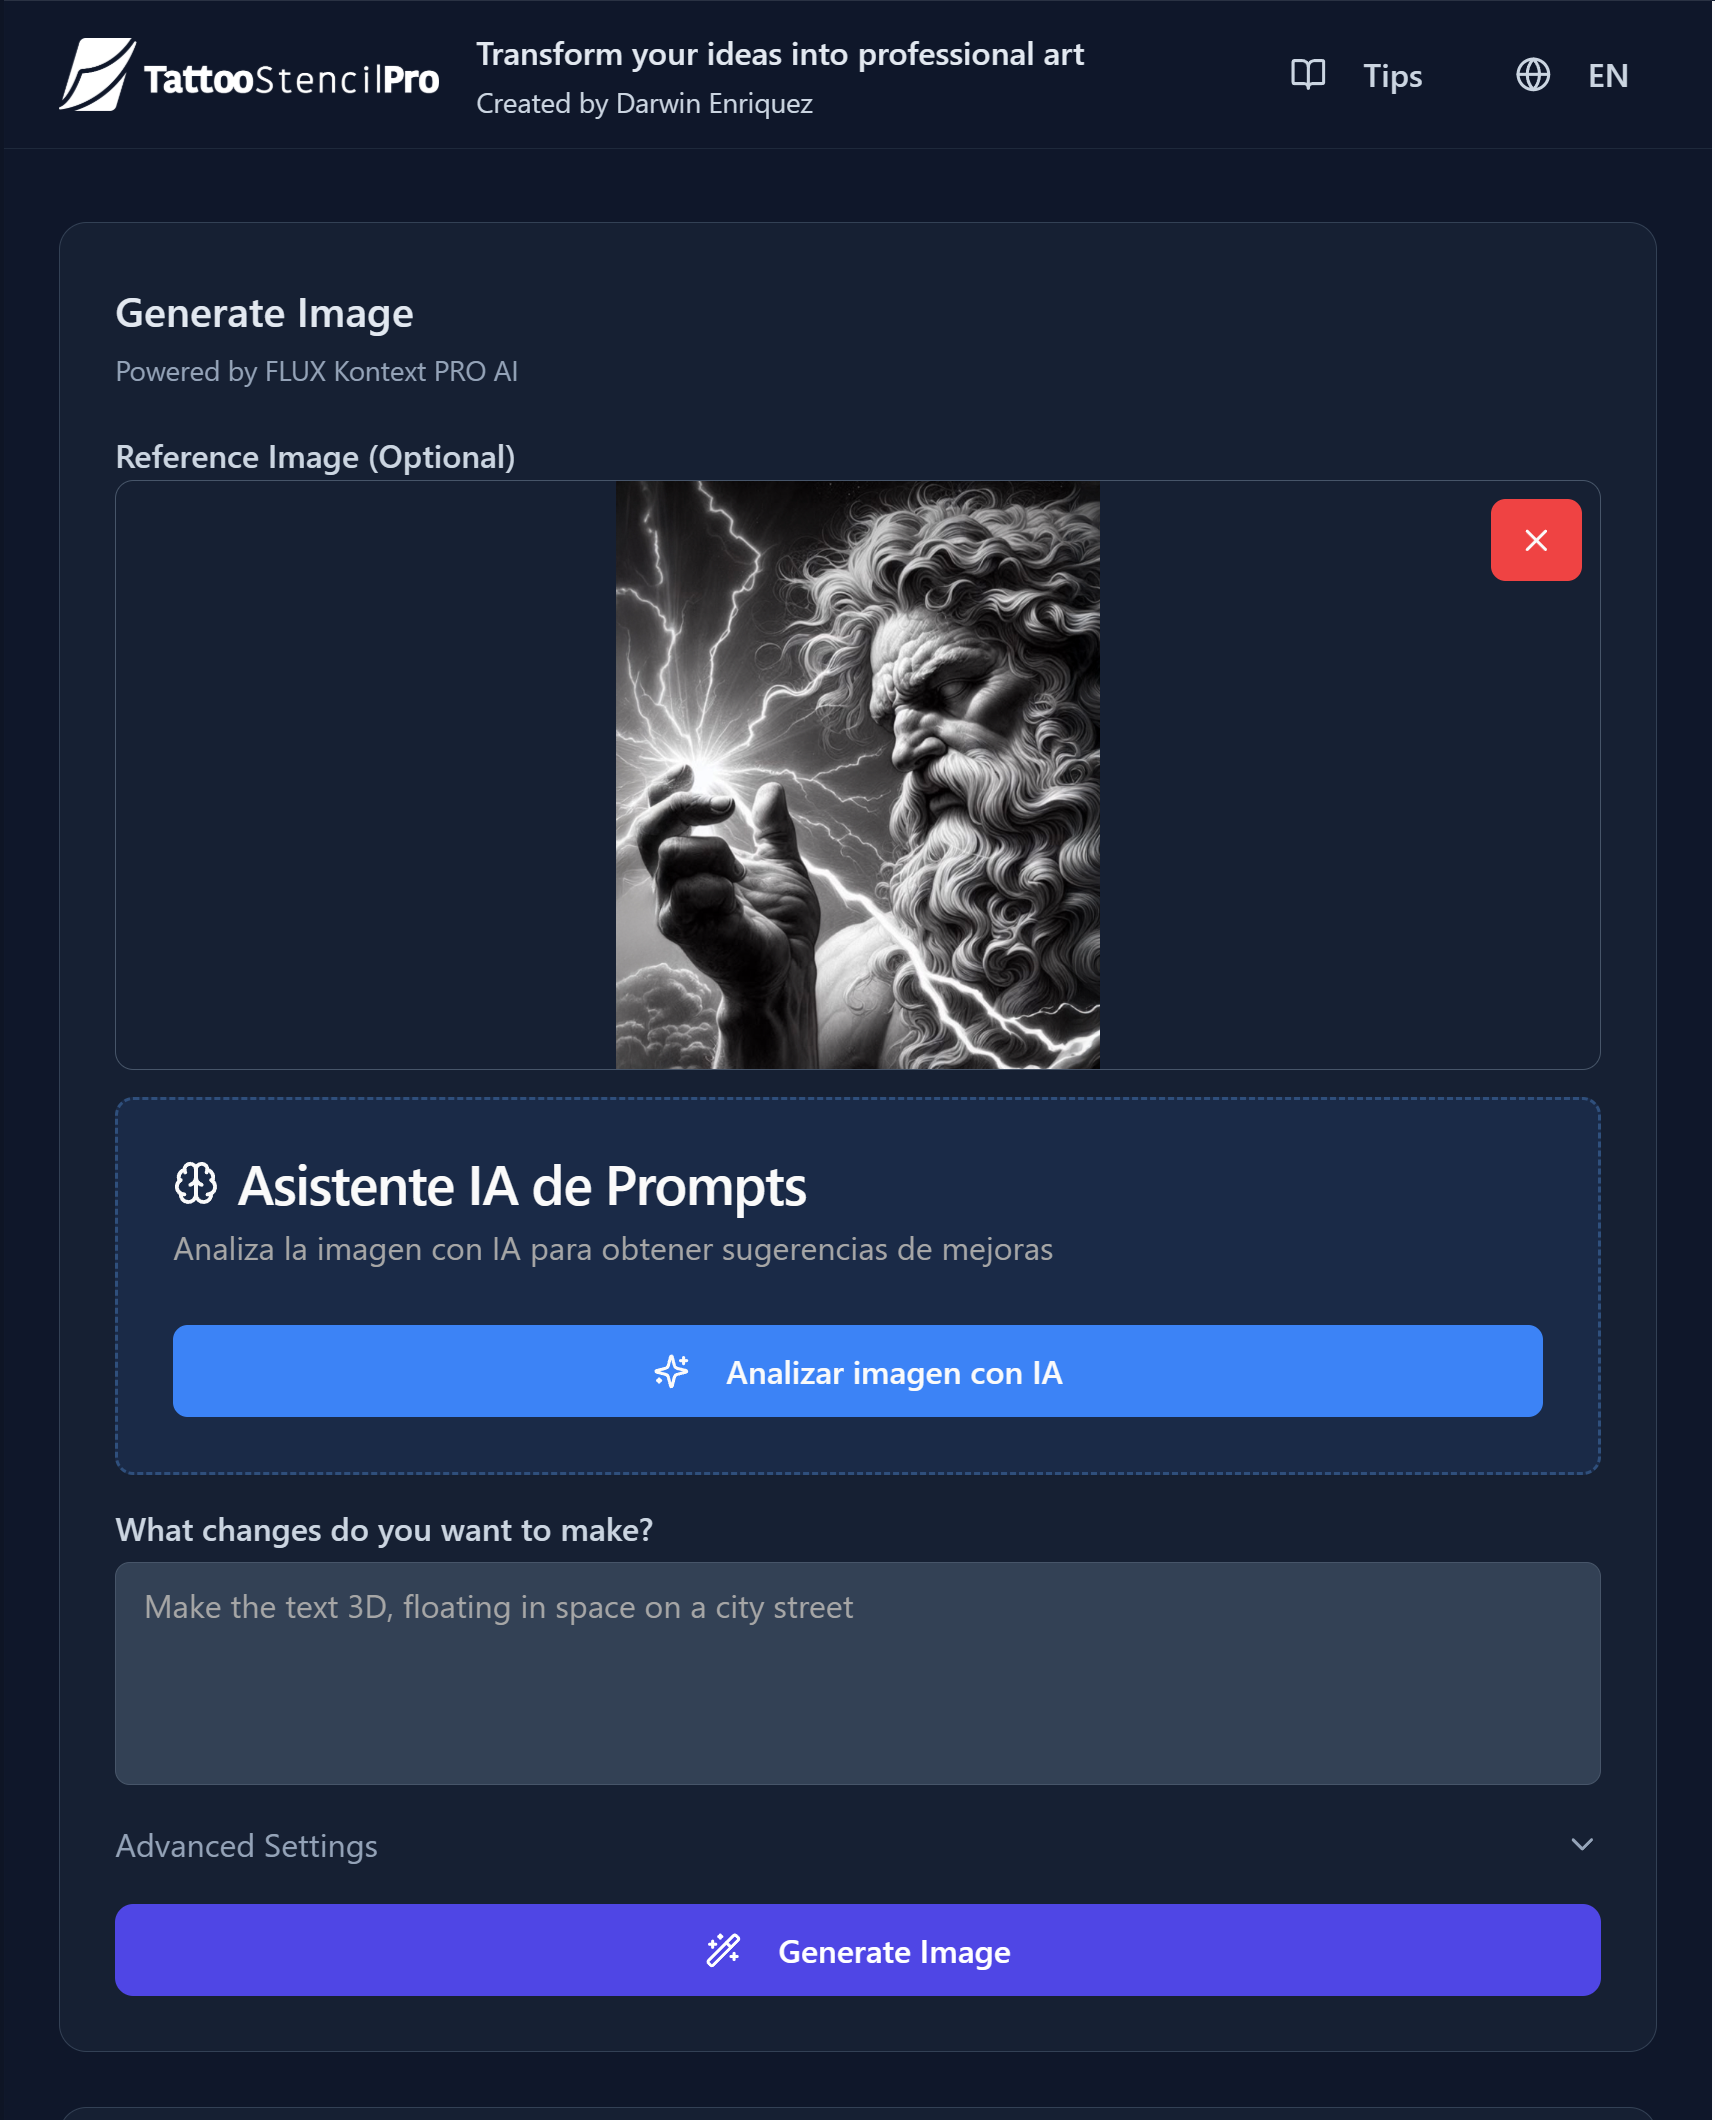 TattooStencilPro
Transform your ideas into professional art
Created by Darwin Enriquez
Tips
EN
Generate Image
Powered by FLUX Kontext PRO AI
Reference Image (Optional)
Asistente IA de Prompts
Analiza la imagen con IA para obtener sugerencias de mejoras
Analizar imagen con IA
What changes do you want to make?
Make the text 3D, floating in space on a city street
Advanced Settings
Generate Image